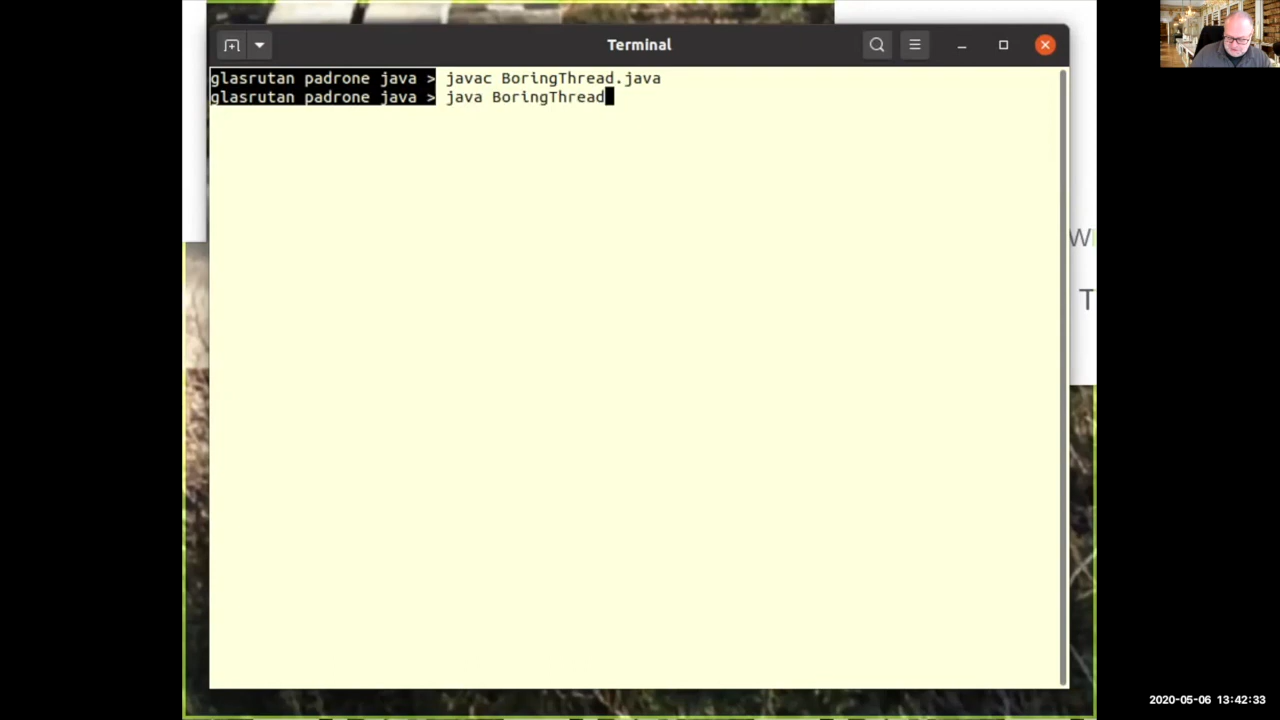 Terminal
glasrutan padrone java > javac BoringThread.java
glasrutan padrone java > java BoringThread
W
T
2020-05-06 13:42:33